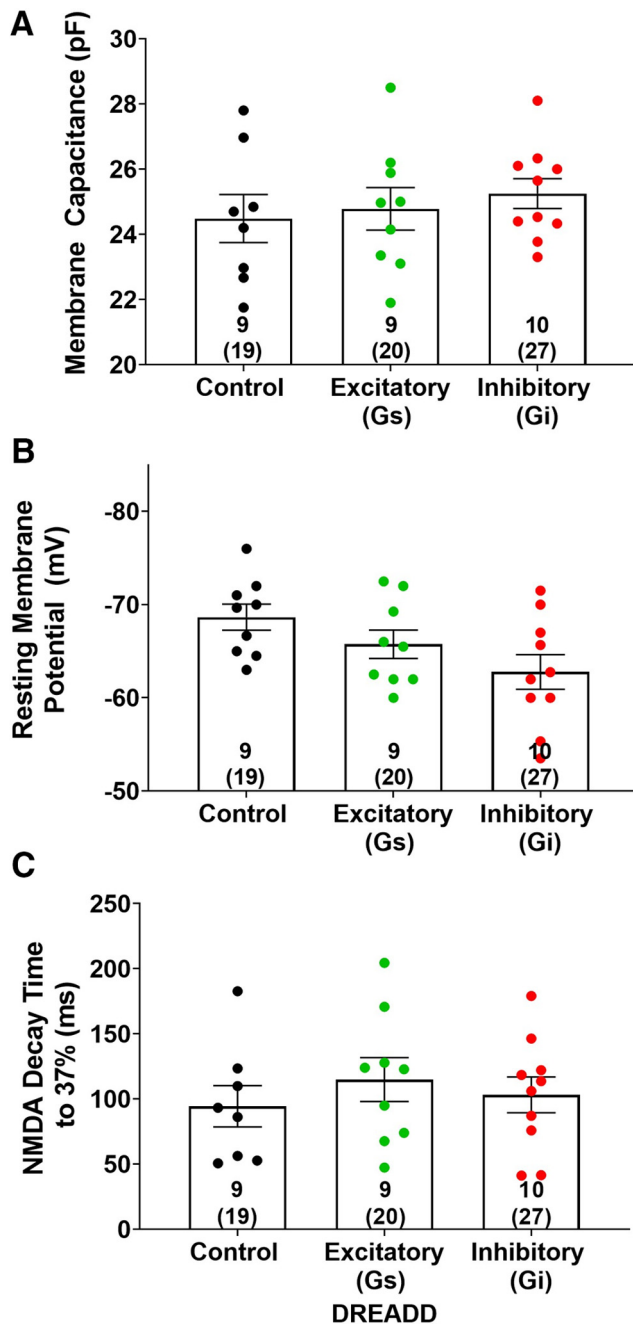 A
Membrane Capacitance (pF)
30
28
26
24
22
20
9
(19)
9
(20)
10
(27)
Control
Excitatory
(Gs)
Inhibitory
(Gi)
B
Resting Membrane
Potential (mV)
-80
-70
-60
-50
9
(19)
9
(20)
10
(27)
Control
Excitatory
(Gs)
Inhibitory
(Gi)
C
NMDA Decay Time
to 37% (ms)
250
200
150
100
50
0
9
(19)
9
(20)
10
(27)
Control
Excitatory
(Gs)
Inhibitory
(Gi)
DREADD